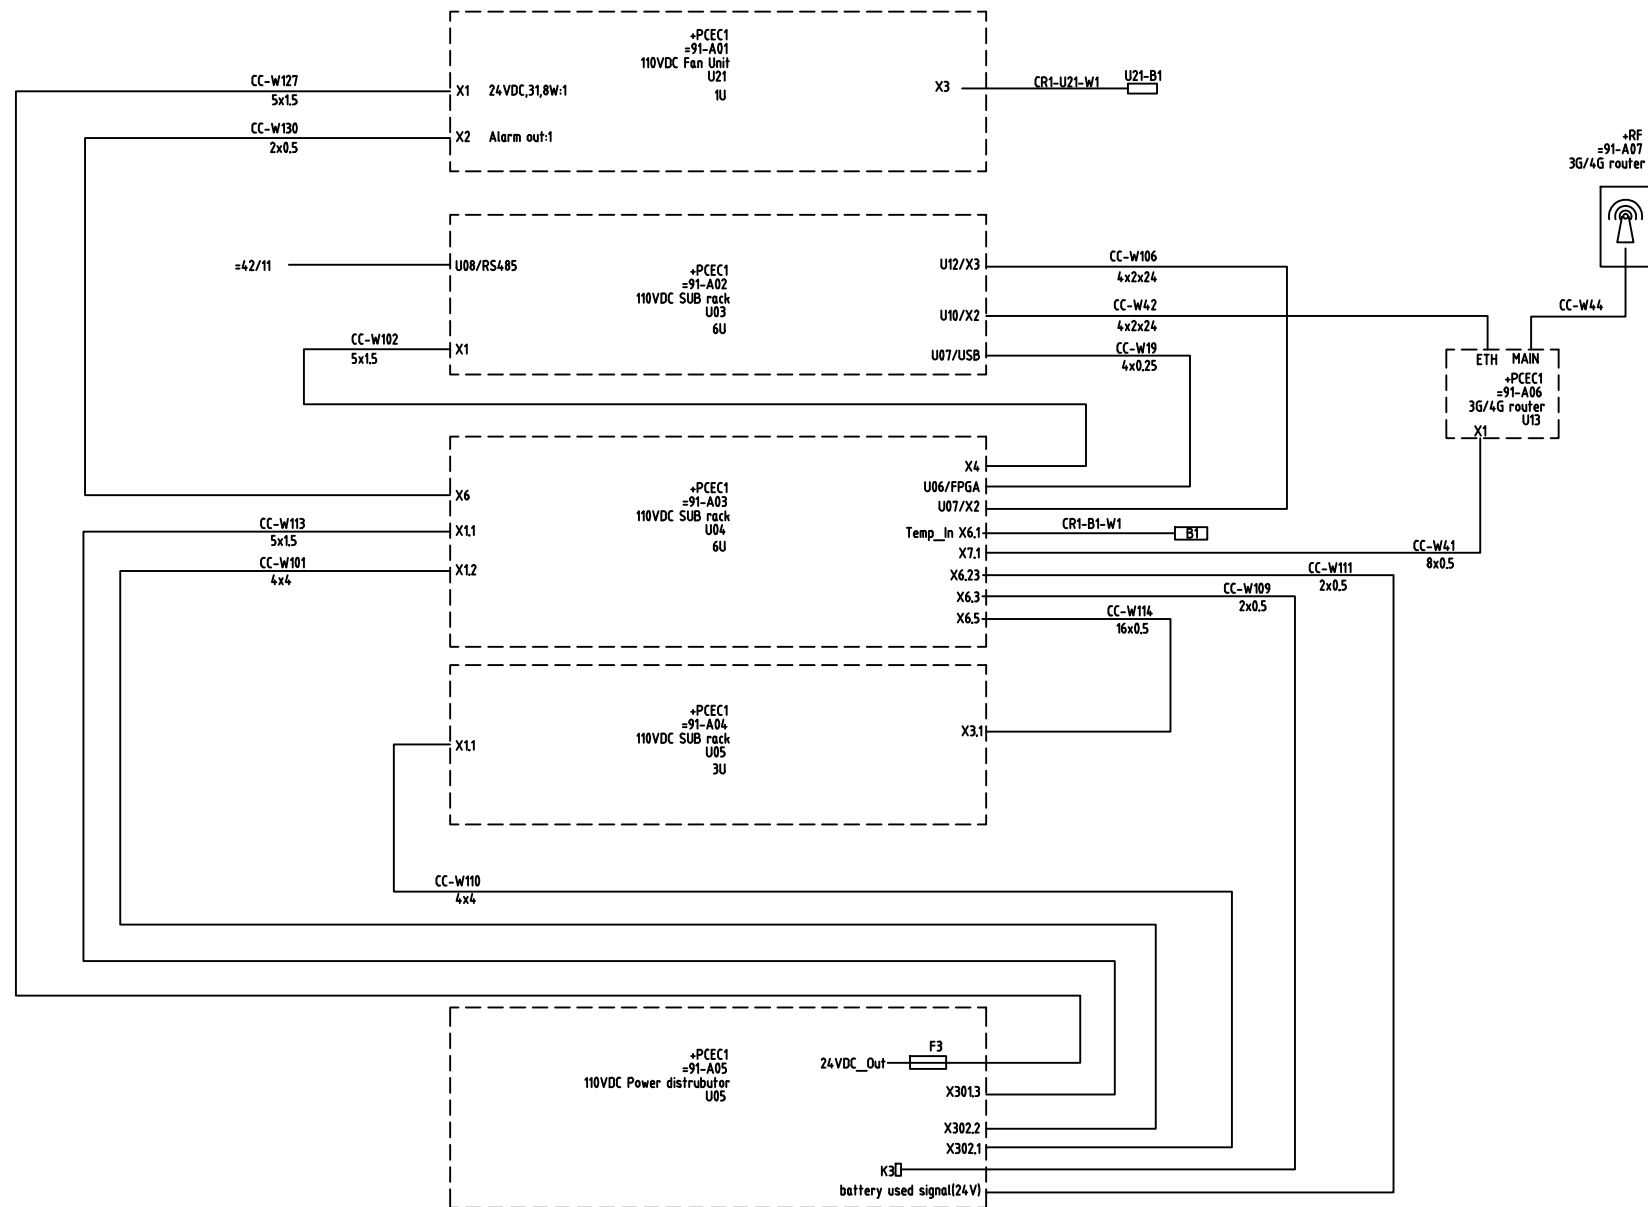 +PCEC1
=91-A01
110VDC Fan Unit
U21
1U
CC-W127
5x1.5
X1 24VDC,31,8W:1
X3
CR1-U21-W1
U21-B1
CC-W130
2x0.5
X2 Alarm out:1
+RF
=91-A07
3G/4G router
=42/11
U08/RS485
+PCEC1
=91-A02
110VDC SUB rack
U03
6U
U12/X3
CC-W106
4x2x24
U10/X2
CC-W42
4x2x24
U07/USB
CC-W19
4x0.25
CC-W102
5x1.5
X1
CC-W44
ETH MAIN
+PCEC1
=91-A06
3G/4G router
U13
X1
+PCEC1
=91-A03
110VDC SUB rack
U04
6U
X6
CC-W113
5x1.5
X1.1
CC-W101
4x4
X1.2
X4
U06/FPGA
U07/X2
Temp_In X6.1
CR1-B1-W1
B1
X7.1
CC-W41
8x0.5
X6.23
CC-W111
2x0.5
X6.3
CC-W109
2x0.5
X6.5
CC-W114
16x0.5
+PCEC1
=91-A04
110VDC SUB rack
U05
3U
X1.1
X3.1
CC-W110
4x4
+PCEC1
=91-A05
110VDC Power distrubutor
U05
F3
24VDC_Out
X301.3
X302.2
X302.1
K3
battery used signal(24V)